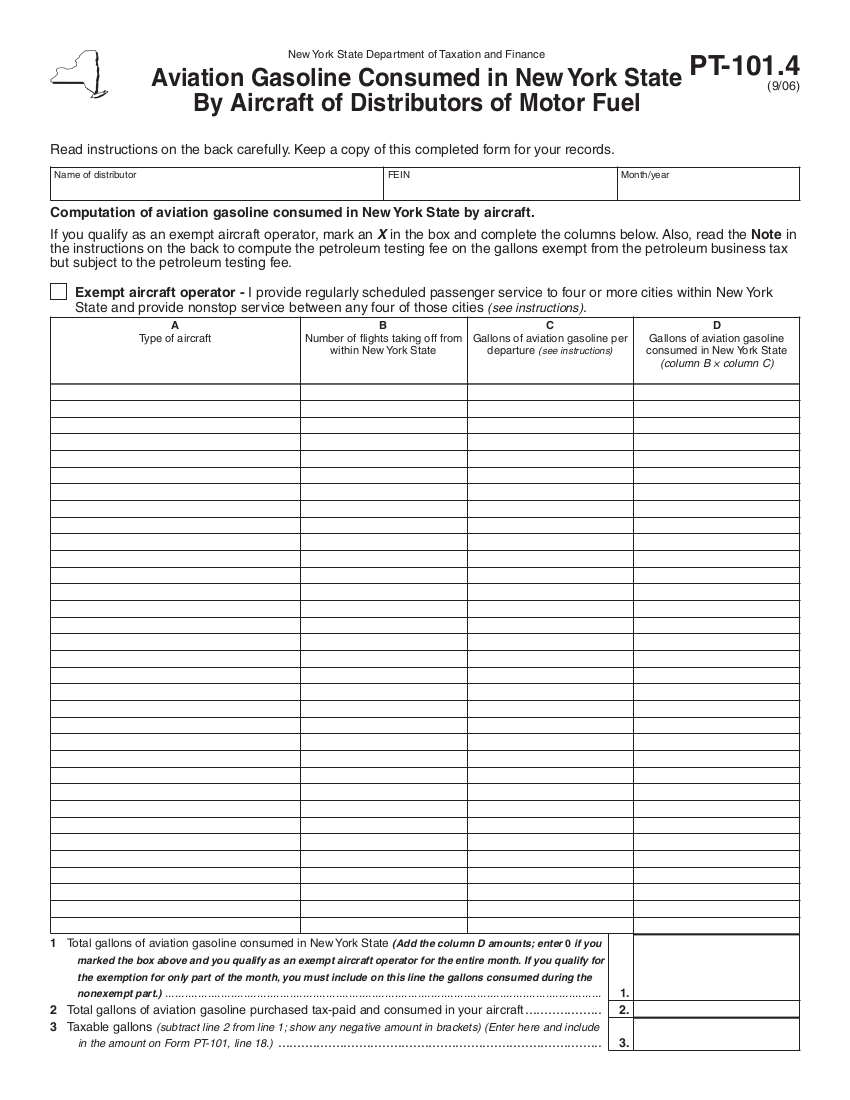 New York State Department of Taxation and Finance
Aviation Gasoline Consumed in New York State
By Aircraft of Distributors of Motor Fuel
PT-101.4
(9/06)
Read instructions on the back carefully. Keep a copy of this completed form for your records.
Name of distributor
FEIN
Month/year
Computation of aviation gasoline consumed in New York State by aircraft.
If you qualify as an exempt aircraft operator, mark an X in the box and complete the columns below. Also, read the Note in
the instructions on the back to compute the petroleum testing fee on the gallons exempt from the petroleum business tax
but subject to the petroleum testing fee.
Exempt aircraft operator - I provide regularly scheduled passenger service to four or more cities within New York
State and provide nonstop service between any four of those cities (see instructions).
A
Type of aircraft
B
Number of flights taking off from
within New York State
C
Gallons of aviation gasoline per
departure (see instructions)
D
Gallons of aviation gasoline
consumed in New York State
(column B × column C)
1 Total gallons of aviation gasoline consumed in New York State (Add the column D amounts; enter 0 if you
marked the box above and you qualify as an exempt aircraft operator for the entire month. If you qualify for
the exemption for only part of the month, you must include on this line the gallons consumed during the
nonexempt part.) ........................................................................ 1.
2 Total gallons of aviation gasoline purchased tax-paid and consumed in your aircraft.................... 2.
3 Taxable gallons (subtract line 2 from line 1; show any negative amount in brackets) (Enter here and include
in the amount on Form PT-101, line 18.) ........................................................................ 3.